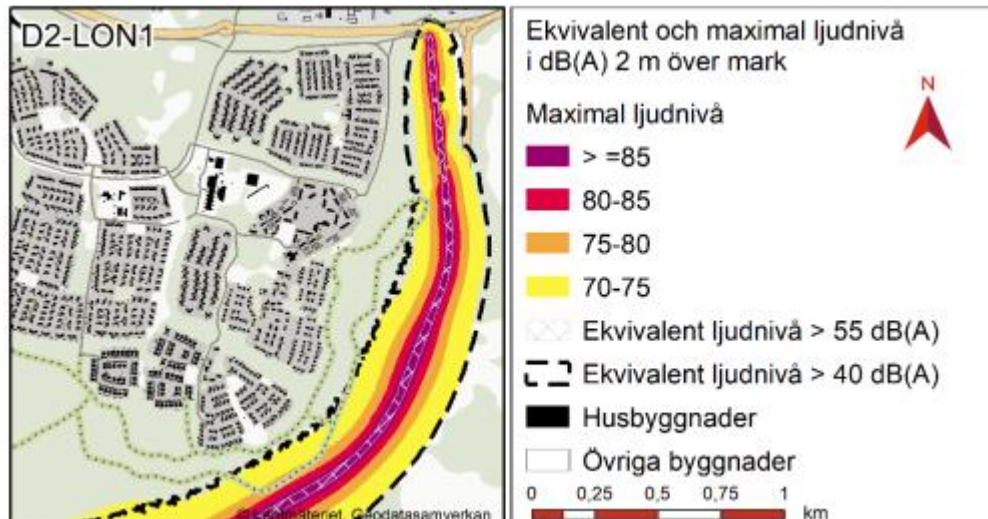 D2-LON1
© Lantmäteriet, Geodatasamverkan
Ekvivalent och maximal ljudnivå
i dB(A) 2 m över mark
N
Maximal ljudnivå
> =85
80-85
75-80
70-75
Ekvivalent ljudnivå > 55 dB(A)
Ekvivalent ljudnivå > 40 dB(A)
Husbyggnader
Övriga byggnader
0 0,25 0,5 0,75 1
km